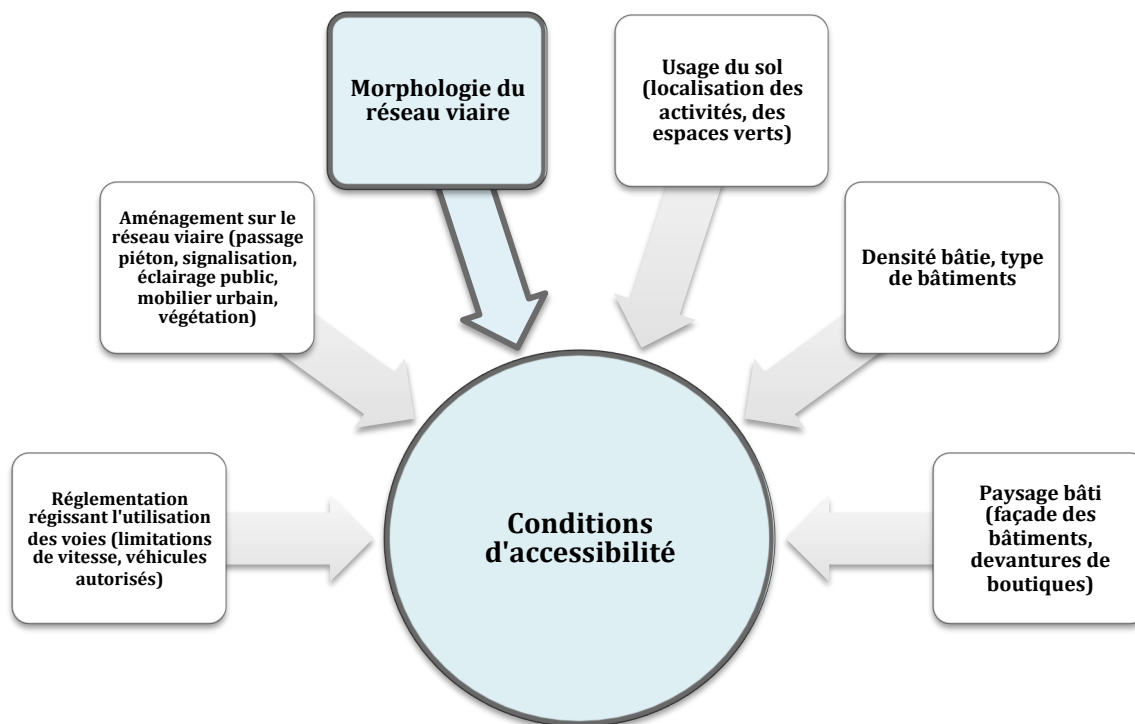 Morphologie du
réseau viaire
Usage du sol
(localisation des
activités, des
espaces verts)
Aménagement sur le
réseau viaire (passage
piéton, signalisation,
éclairage public,
mobilier urbain,
végétation)
Densité bâtie, type
de bâtiments
Réglementation
régissant l'utilisation
des voies (limitations
de vitesse, véhicules
autorisés)
Conditions
d'accessibilité
Paysage bâti
(façade des
bâtiments,
devantures de
boutiques)